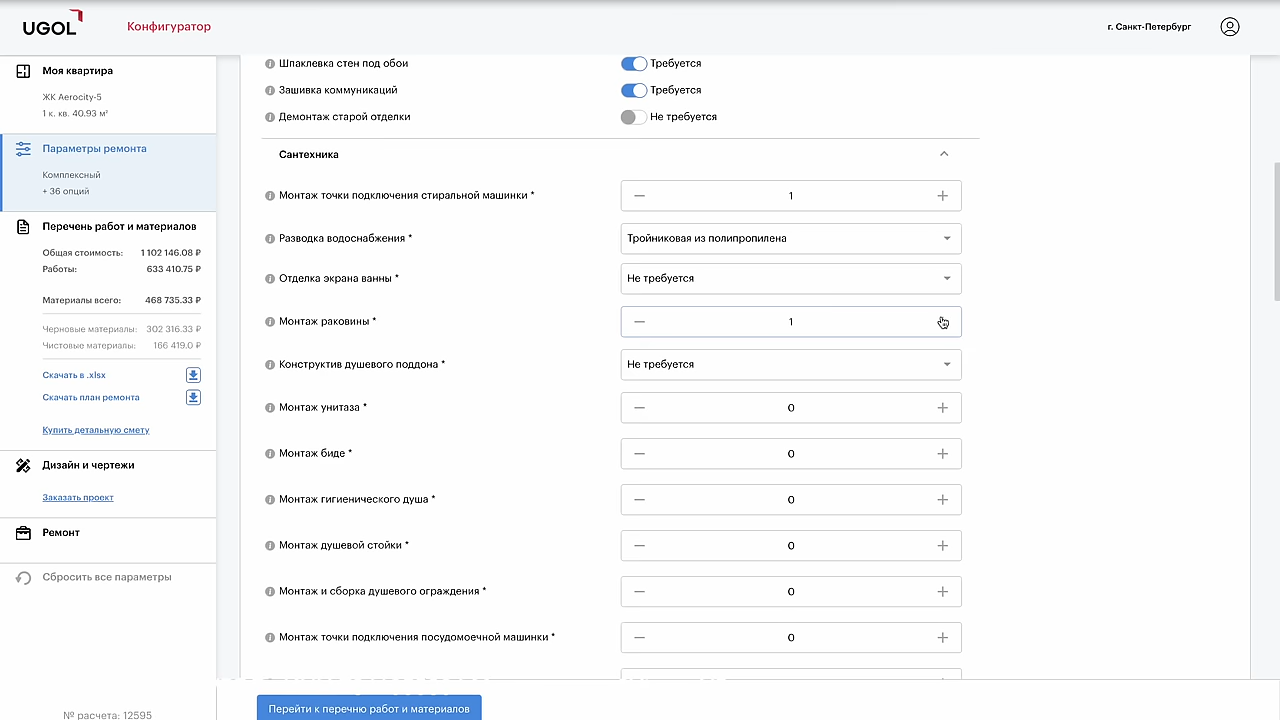 UGOL
Конфигуратор
г. Санкт-Петербург
Моя квартира
ЖК Aerocity-5
1 к. кв. 40.93 м²
Параметры ремонта
Комплексный
+ 36 опций
Перечень работ и материалов
Общая стоимость: 1 102 146.08 ₽
Работы: 633 410.75 ₽
Материалы всего: 468 735.33 ₽
Черновые материалы: 302 316.33 ₽
Чистовые материалы: 166 419.0 ₽
Скачать в .xlsx
Скачать план ремонта
Купить детальную смету
Дизайн и чертежи
Заказать проект
Ремонт
Сбросить все параметры
№ расчета: 12595
Шпаклевка стен под обои Требуется
Зашивка коммуникаций Требуется
Демонтаж старой отделки Не требуется
Сантехника
Монтаж точки подключения стиральной машинки * 1
Разводка водоснабжения * Тройниковая из полипропилена
Отделка экрана ванны * Не требуется
Монтаж раковины * 1
Конструктив душевого поддона * Не требуется
Монтаж унитаза * 0
Монтаж биде * 0
Монтаж гигиенического душа * 0
Монтаж душевой стойки * 0
Монтаж и сборка душевого ограждения * 0
Монтаж точки подключения посудомоечной машинки * 0
Перейти к перечню работ и материалов